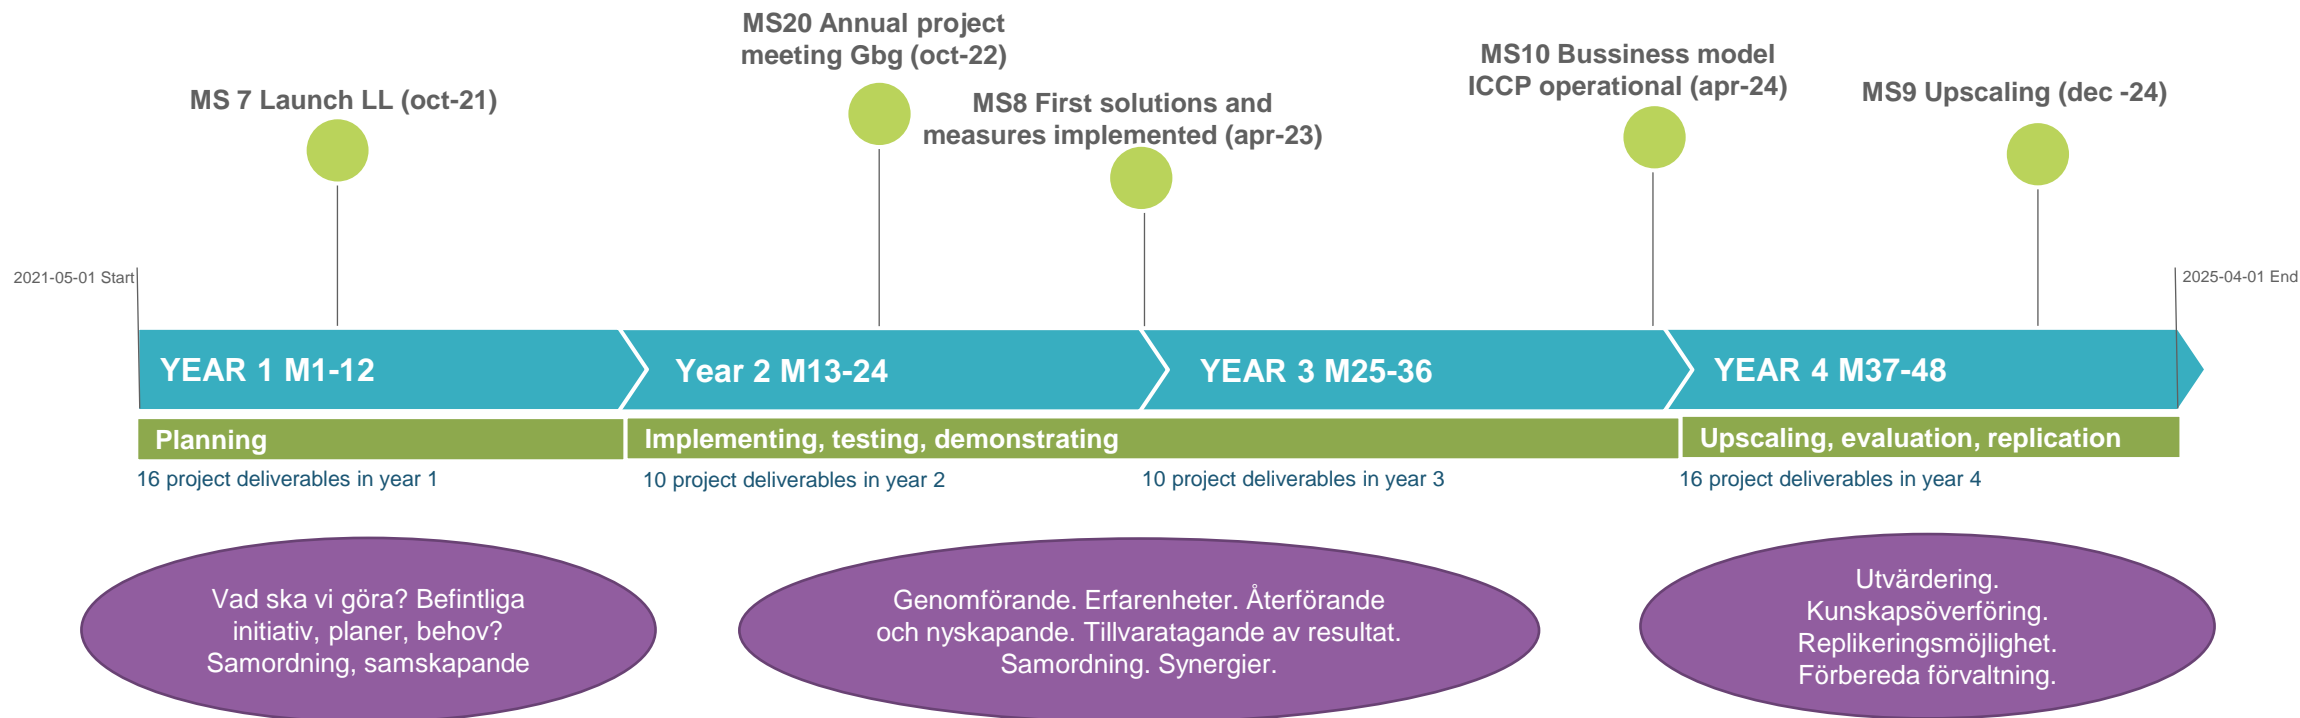 MS20 Annual project
meeting Gbg (oct-22)
MS 7 Launch LL (oct-21)
MS8 First solutions and
measures implemented (apr-23)
MS10 Bussiness model
ICCP operational (apr-24)
MS9 Upscaling (dec -24)
2021-05-01 Start
2025-04-01 End
YEAR 1 M1-12
Year 2 M13-24
YEAR 3 M25-36
YEAR 4 M37-48
Planning
Implementing, testing, demonstrating
Upscaling, evaluation, replication
16 project deliverables in year 1
10 project deliverables in year 2
10 project deliverables in year 3
16 project deliverables in year 4
Vad ska vi göra? Befintliga
initiativ, planer, behov?
Samordning, samskapande
Genomförande. Erfarenheter. Återförande
och nyskapande. Tillvaratagande av resultat.
Samordning. Synergier.
Utvärdering.
Kunskapsöverföring.
Replikeringsmöjlighet.
Förbereda förvaltning.